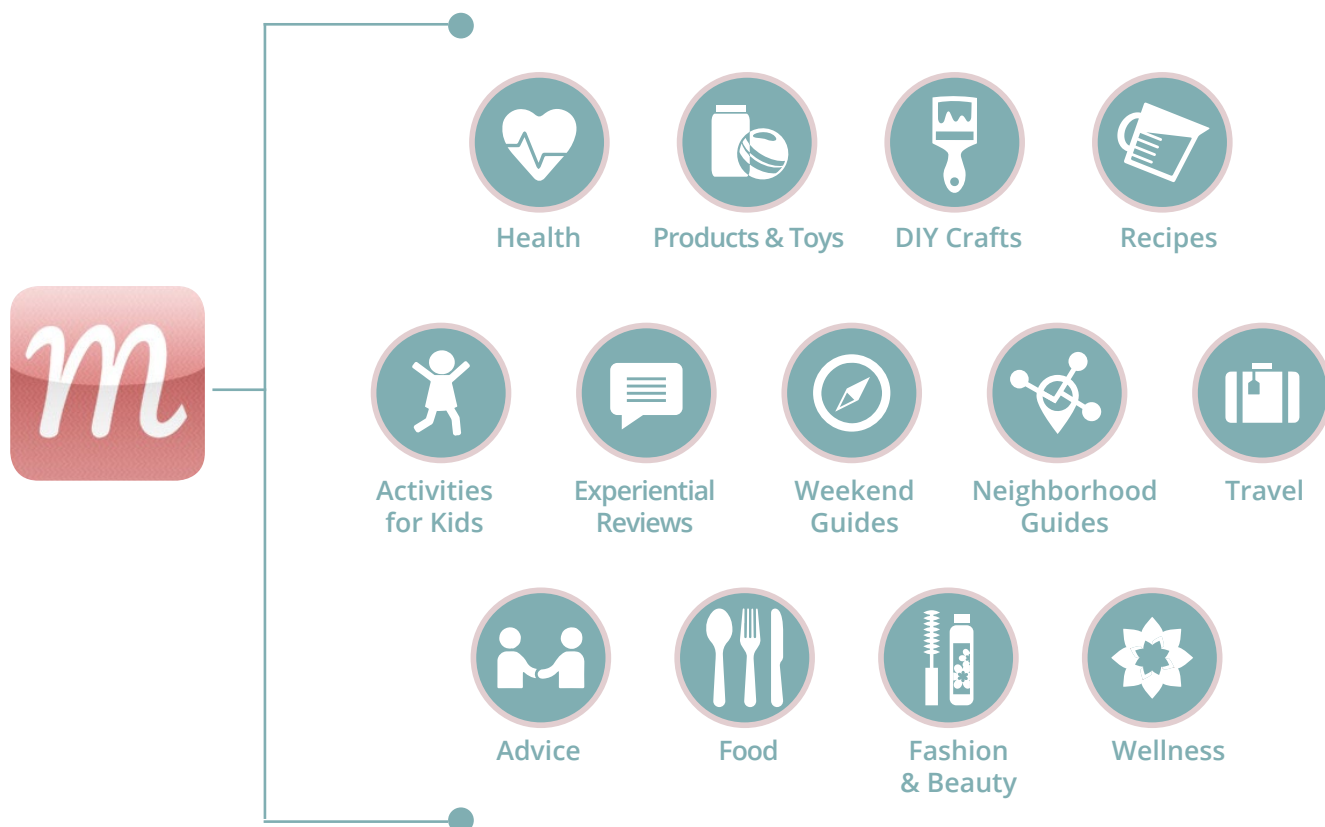 m
Health
Products & Toys
DIY Crafts
Recipes
Activities
for Kids
Experiential
Reviews
Weekend
Guides
Neighborhood
Guides
Travel
Advice
Food
Fashion
& Beauty
Wellness